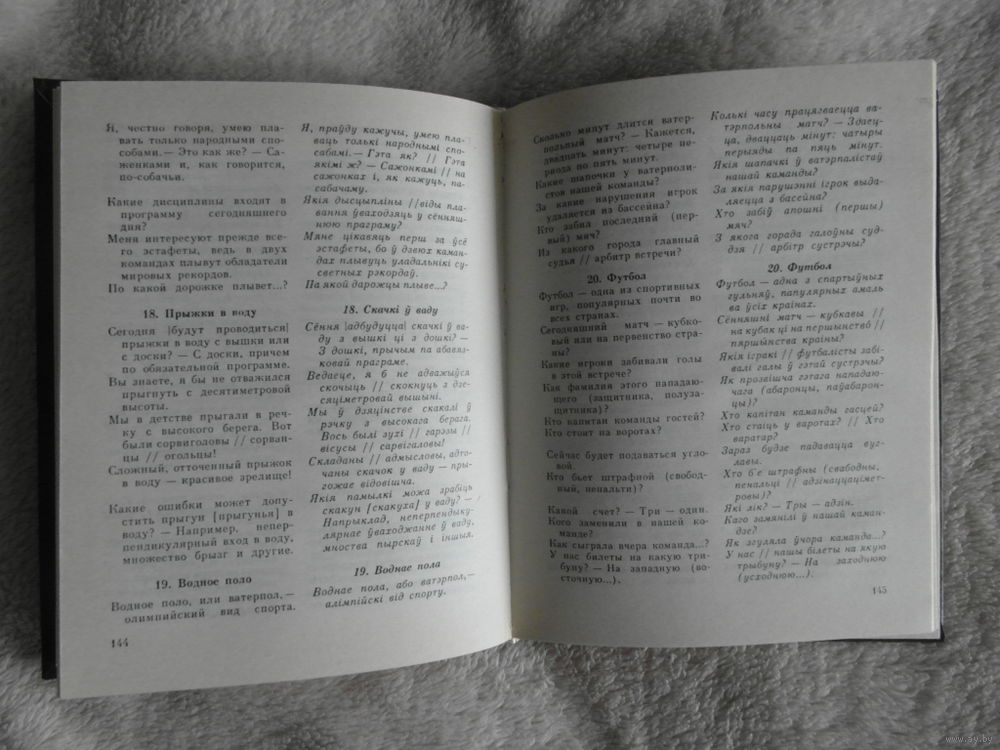 Я, честно говоря, умею пла-
вать только народными спо-
собами. — Это как же? — Са-
женками и, как говорится,
по-собачьи.
Какие дисциплины входят в
программу сегодняшнего
дня?
Меня интересуют прежде все-
го эстафеты, ведь в двух
командах плывут обладатели
мировых рекордов.
По какой дорожке плывет...?
18. Прыжки в воду
Сегодня |будут проводиться|
прыжки в воду с вышки или
с доски? — С доски, причем
по обязательной программе.
Вы знаете, я бы не отважился
прыгнуть с десятиметровой
высоты.
Мы в детстве прыгали в реч-
ку с высокого берега. Вот
были сорвиголовы // сорван-
цы // огольцы!
Сложный, отточенный прыжок
в воду — красивое зрелище!
Какие ошибки может допу-
стить прыгун [прыгунья] в
воду? — Например, непер-
пендикулярный вход в воду,
множество брызг и другие.
19. Водное поло
Водное поло, или ватерпол, —
олимпийский вид спорта.
144
Я, праўду кажучы, умею пла-
ваць толькі народнымі спо-
собамі. — Гэта як? // Гэта
якімі ж? — Сажонкамі // на
сажонках і, як кажуць, па-
сабачаму.
Якія дысцыпліны //віды пла-
вання ўваходзяць у сённяш-
нюю праграму?
Мяне цікавяць перш за ўсё
эстафеты, бо ў дзвюх каман-
дах плывуць уладальнікі су-
светных рэкордаў.
Па якой дарожцы плыве...?
18. Скачкі ў ваду
Сёння |адбудуцца| скачкі ў ва-
ду з вышкі ці з дошкі? —
З дошкі, прычым па абавяз-
ковай праграме.
Ведаеце, я б не адважыўся
скочыць // скокнуць з дзе-
сяціметровай вышыні.
Мы ў дзяцінстве скакалі ў
рэчку з высокага берага.
Вось былі зухі // гарэзы //
вісусы // сарвігаловы!
Складаны // адмысловы, адто-
чаны скачок у ваду — пры-
гожае відовішча.
Якія памылкі можа зрабіць
скакун [скакуха] у ваду? —
Напрыклад, неперпендыку-
лярнае ўваходжанне ў ваду,
мноства пырскаў і іншыя.
19. Воднае пола
Воднае пола, або ватэрпол, —
алімпійскі від спорту.
Сколько минут длится ватер-
польный матч? — Кажется,
двадцать минут: четыре пе-
риода по пять минут.
Какие шапочки у ватерполи-
стов нашей команды?
За какие нарушения игрок
удаляется из бассейна?
Кто забил последний (пер-
вый) мяч?
Из какого города главный
судья // арбитр встречи?
20. Футбол
Футбол — одна из спортивных
игр, популярных почти во
всех странах.
Сегодняшний матч — кубко-
вый или на первенство стра-
ны?
Какие игроки забивали голы
в этой встрече?
Как фамилия этого нападаю-
щего (защитника, полуза-
щитника)?
Кто капитан команды гостей?
Кто стоит на воротах?
Сейчас будет подаваться угло-
вой.
Кто бьет штрафной (свобод-
ный, пенальти)?
Какой счет? — Три — один.
Кого заменили в нашей ко-
манде?
Как сыграла вчера команда...?
У нас билеты на какую три-
буну? — На западную (во-
сточную...).
Колькі часу працягваецца ва-
тэрпольны матч? — Здаец-
ца, дваццаць мінут: чатыры
перыяды па пяць мінут.
Якія шапачкі ў ватэрпалістаў
нашай каманды?
За якія парушэнні ігрок выда-
ляецца з басейна?
Хто забіў апошні (першы)
мяч?
З якога горада галоўны суд-
дзя // арбітр сустрэчы?
20. Футбол
Футбол — адна з спартыўных
гульняў, папулярных амаль
ва ўсіх краінах.
Сённяшні матч — кубкавы //
на кубак ці на першынство //
першынство краіны?
Якія ігракі // футбалісты забі-
валі галы ў гэтай сустрэчы?
Як прозвішча гэтага нападаю-
чага (абаронцы, паўабарон-
цы)?
Хто капітан каманды гасцей?
Хто стаіць у варотах? // Хто
варатар?
Зараз будзе падавацца вуг-
лавы.
Хто б'е штрафны (свабодны,
пенальці // адзінаццацімет-
ровы)?
Які лік? — Тры — адзін.
Каго замянілі ў нашай каман-
дзе?
Як згуляла ўчора каманда...?
У нас // нашы білеты на якую
трыбуну? — На заходнюю
(усходнюю...).
145
www.ay.by